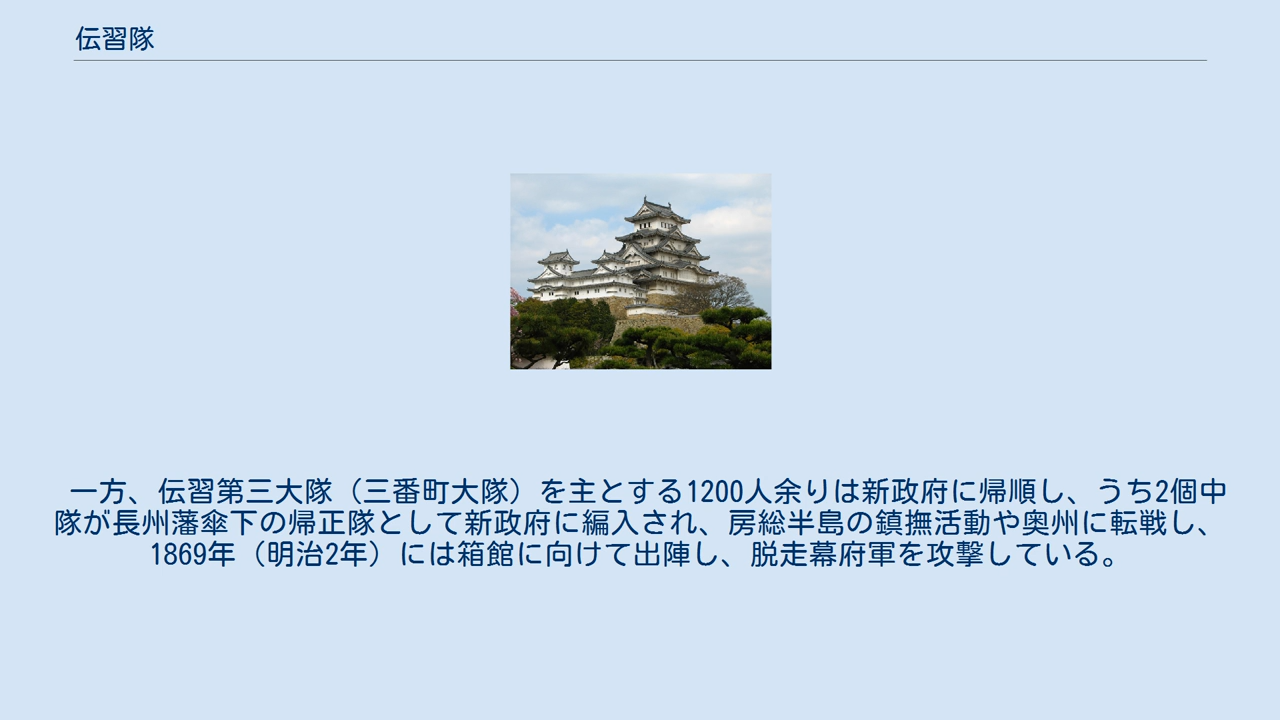 伝習隊
一方、伝習第三大隊（三番町大隊）を主とする1200人余りは新政府に帰順し、うち2個中
隊が長州藩傘下の帰正隊として新政府に編入され、房総半島の鎮撫活動や奥州に転戦し、
1869年（明治2年）には箱館に向けて出陣し、脱走幕府軍を攻撃している。